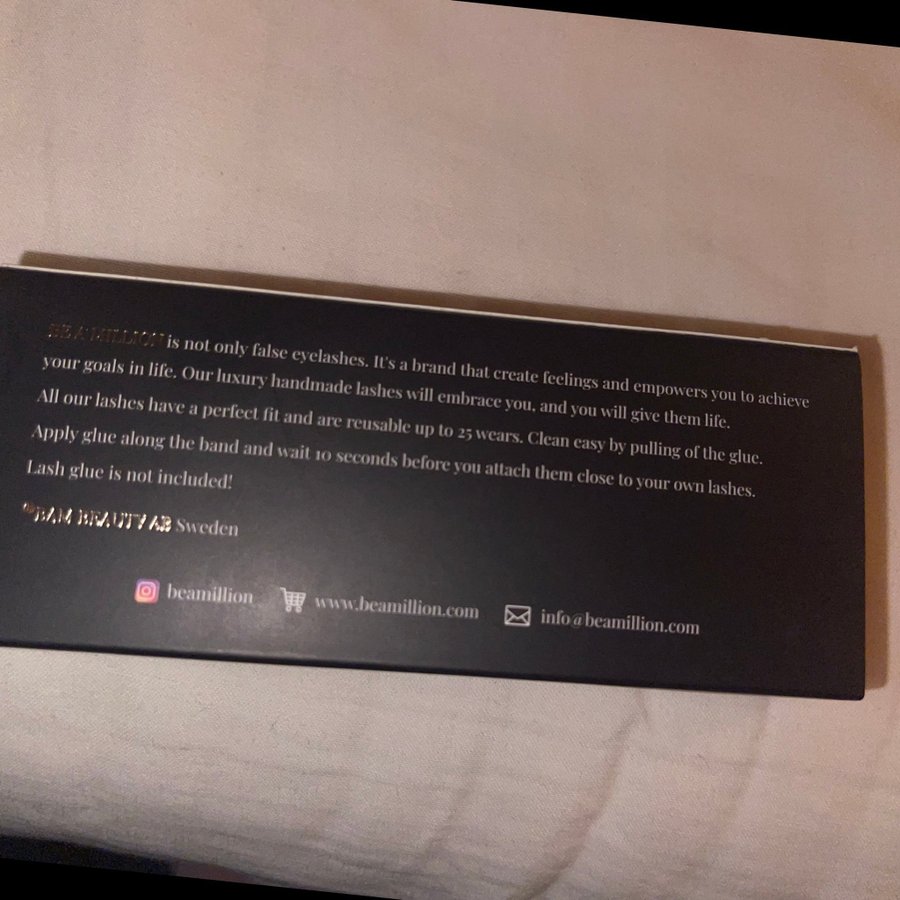 BE A MILLION is not only false eyelashes. It's a brand that create feelings and empowers you to achieve
your goals in life. Our luxury handmade lashes will embrace you, and you will give them life.
All our lashes have a perfect fit and are reusable up to 25 wears. Clean easy by pulling of the glue.
Apply glue along the band and wait 10 seconds before you attach them close to your own lashes.
Lash glue is not included!
®BAM BEAUTY AB Sweden
beamillion www.beamillion.com info@beamillion.com